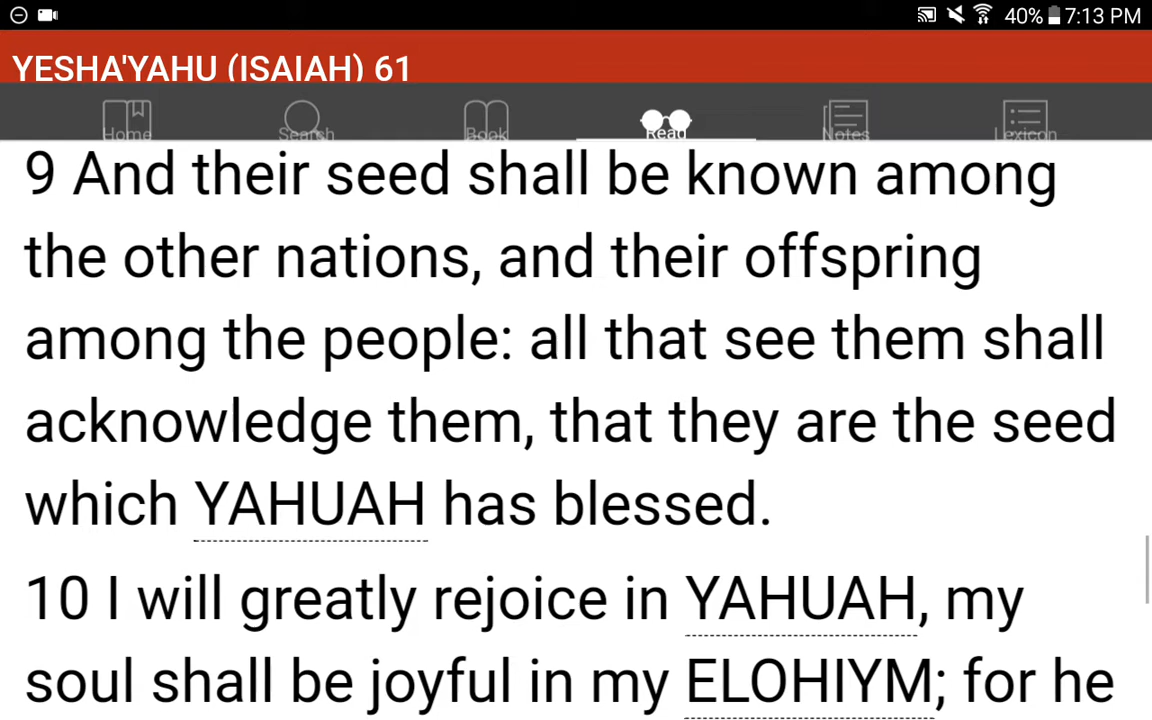 40% 7:13 PM
YESHA'YAHU (ISAIAH) 61
Home Search Book Read Notes Lexicon
9 And their seed shall be known among
the other nations, and their offspring
among the people: all that see them shall
acknowledge them, that they are the seed
which YAHUAH has blessed.
10 I will greatly rejoice in YAHUAH, my
soul shall be joyful in my ELOHIYM; for he